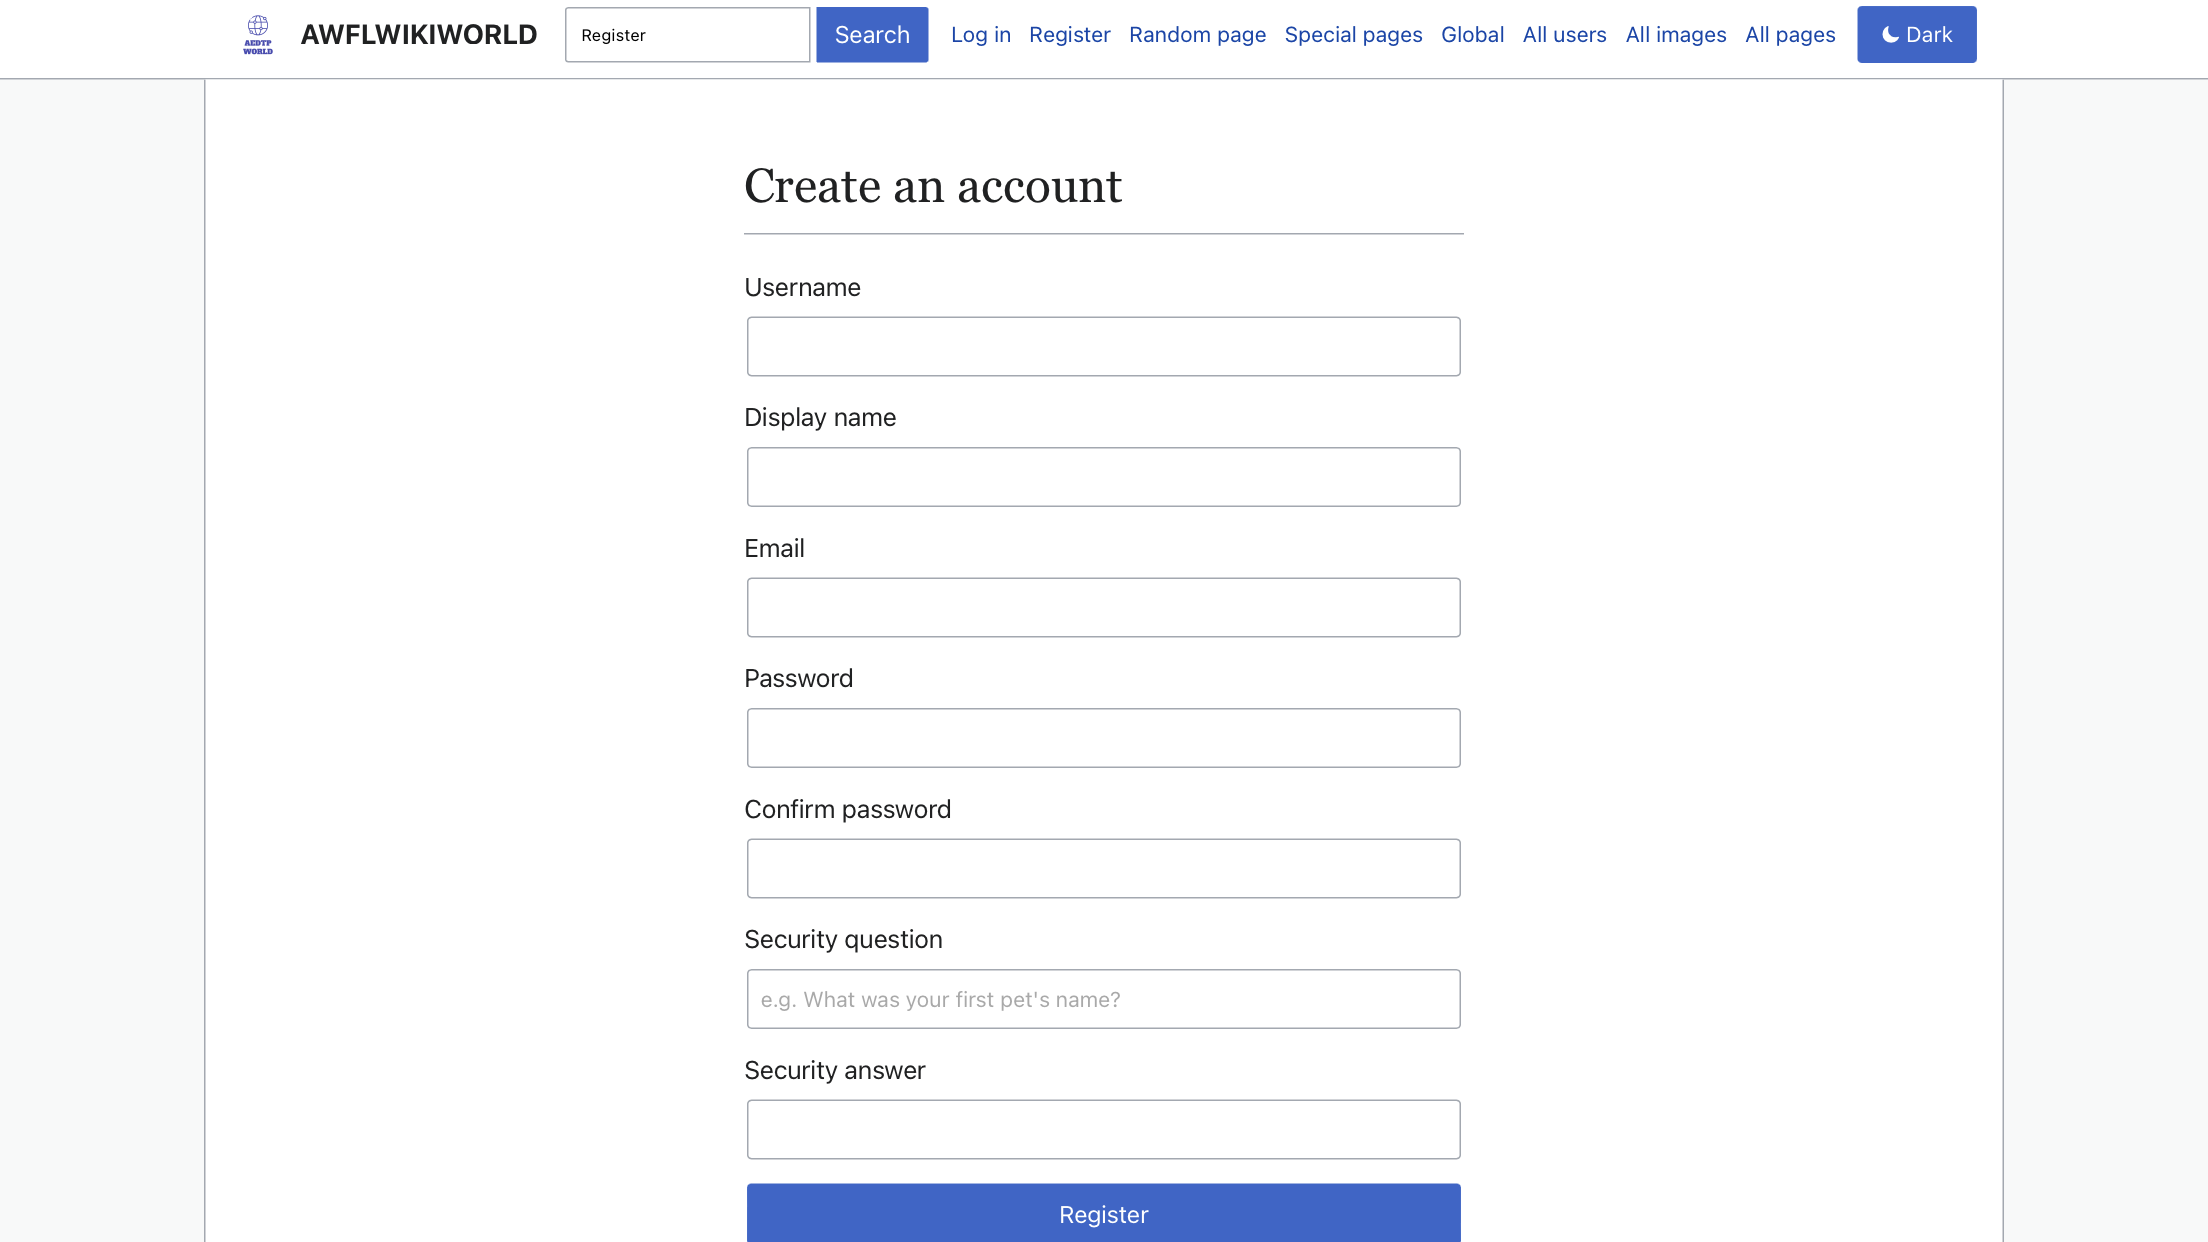 AEDTP
WORLD
AWFLWIKIWORLD
Register
Search
Log in
Register
Random page
Special pages
Global
All users
All images
All pages
Dark
Create an account
Username
Display name
Email
Password
Confirm password
Security question
e.g. What was your first pet's name?
Security answer
Register